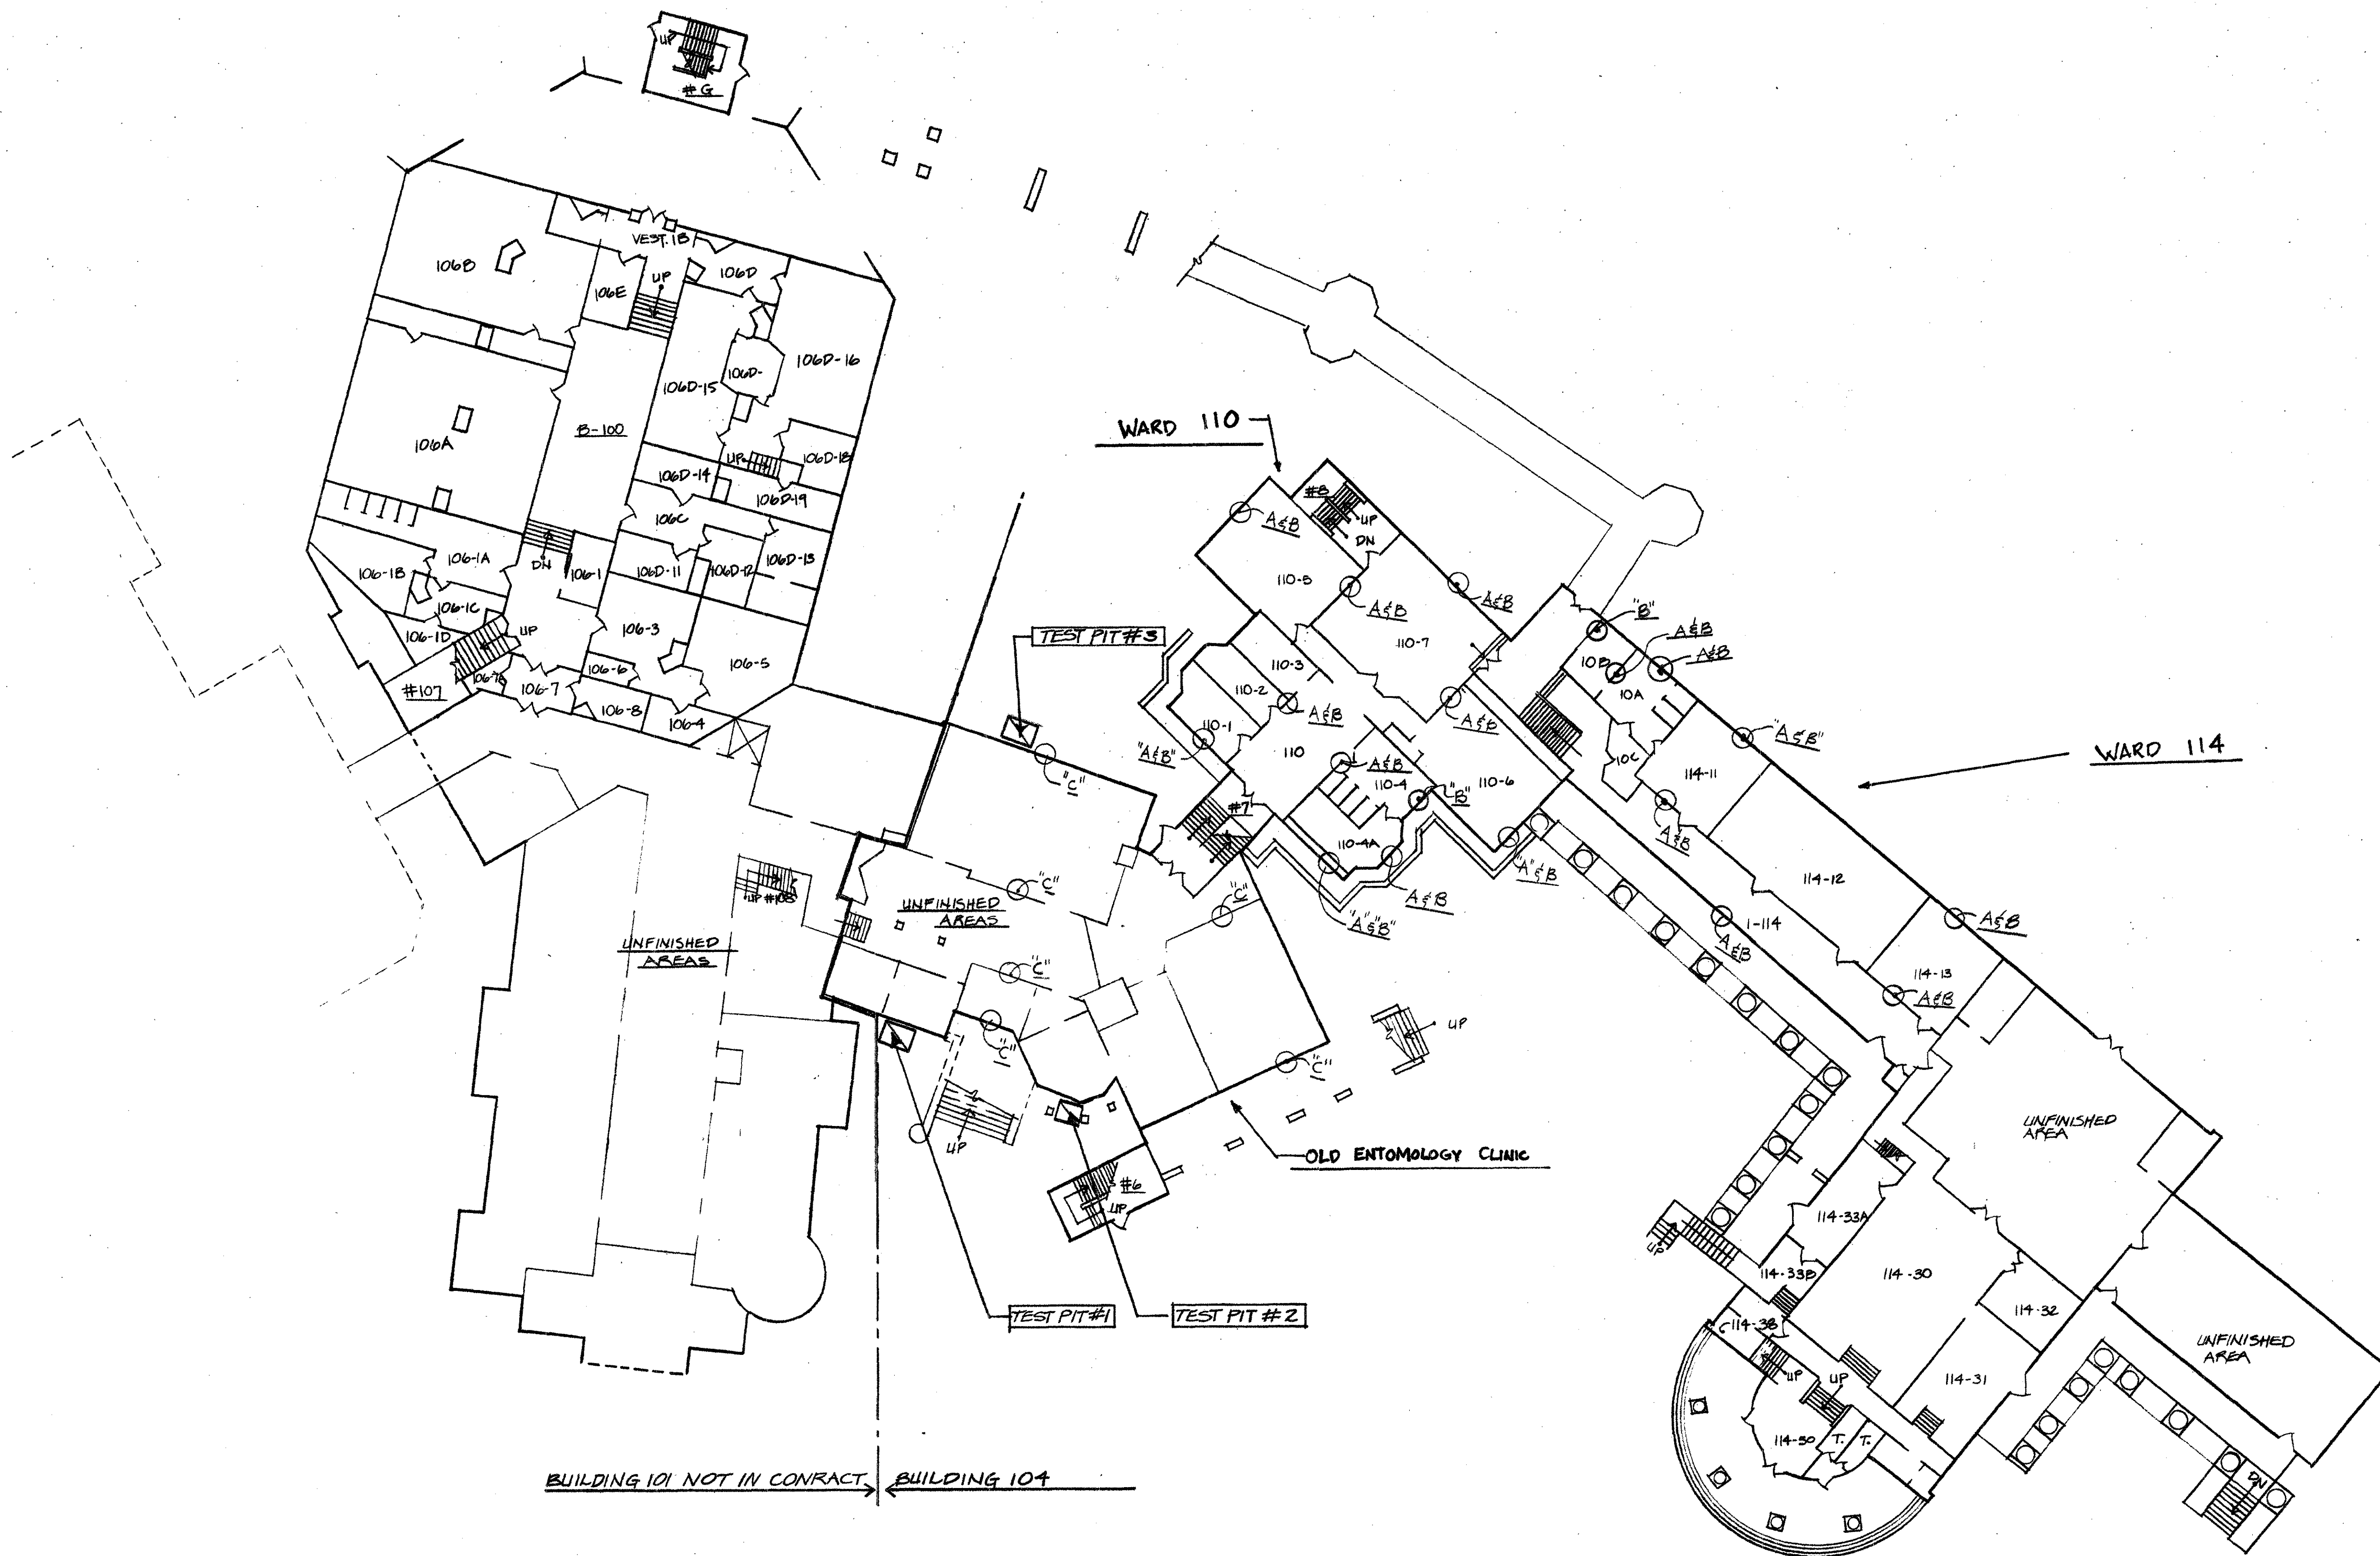 UP
#G
VEST. 1B
106B
106E
UP
106D
106D-16
106D-15
106D-
106A
B-100
UP
106D-18
106D-14
106D-19
106C
106-1A
DN
106-1
106D-11
106D-12
106D-13
106-1B
106-1C
106-1D
UP
106-3
106-5
#107
106-7A
106-7
106-6
106-8
106-4
WARD 110
#8
UP
DN
A&B
110-5
A&B
A&B
TEST PIT #3
110-3
110-7
110-2
110-1
A&B
"A&B"
110
A&B
A&B
110-4
110-6
"B"
"C"
#7
110-4A
"A"&B
A&B
"A"&"B"
"B"
A&B
A&B
10B
10A
10C
"A&B"
WARD 114
114-11
A&B
114-12
1-114
A&B
A&B
114-13
A&B
UP #108
UNFINISHED
AREAS
UNFINISHED
AREAS
"C"
"C"
"C"
"C"
"C"
UP
UP
OLD ENTOMOLOGY CLINIC
#6
UP
TEST PIT #1
TEST PIT #2
UNFINISHED
AREA
114-33A
UP
114-33B
114-30
114-32
114-38
UNFINISHED
AREA
UP
UP
114-31
114-50
T.
T.
DN
BUILDING 101 NOT IN CONRACT
BUILDING 104